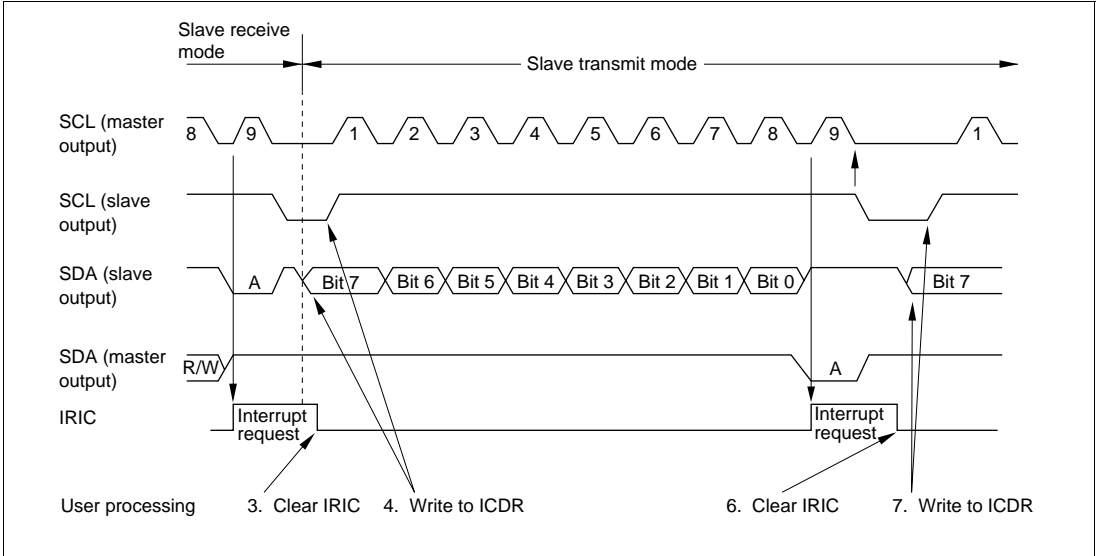 Slave receive
mode
Slave transmit mode
SCL (master
output)
8 9 1 2 3 4 5 6 7 8 9 1
SCL (slave
output)
SDA (slave
output)
A Bit 7 Bit 6 Bit 5 Bit 4 Bit 3 Bit 2 Bit 1 Bit 0 Bit 7
SDA (master
output)
R/W A
IRIC
Interrupt
request
Interrupt
request
User processing 3. Clear IRIC 4. Write to ICDR 6. Clear IRIC 7. Write to ICDR